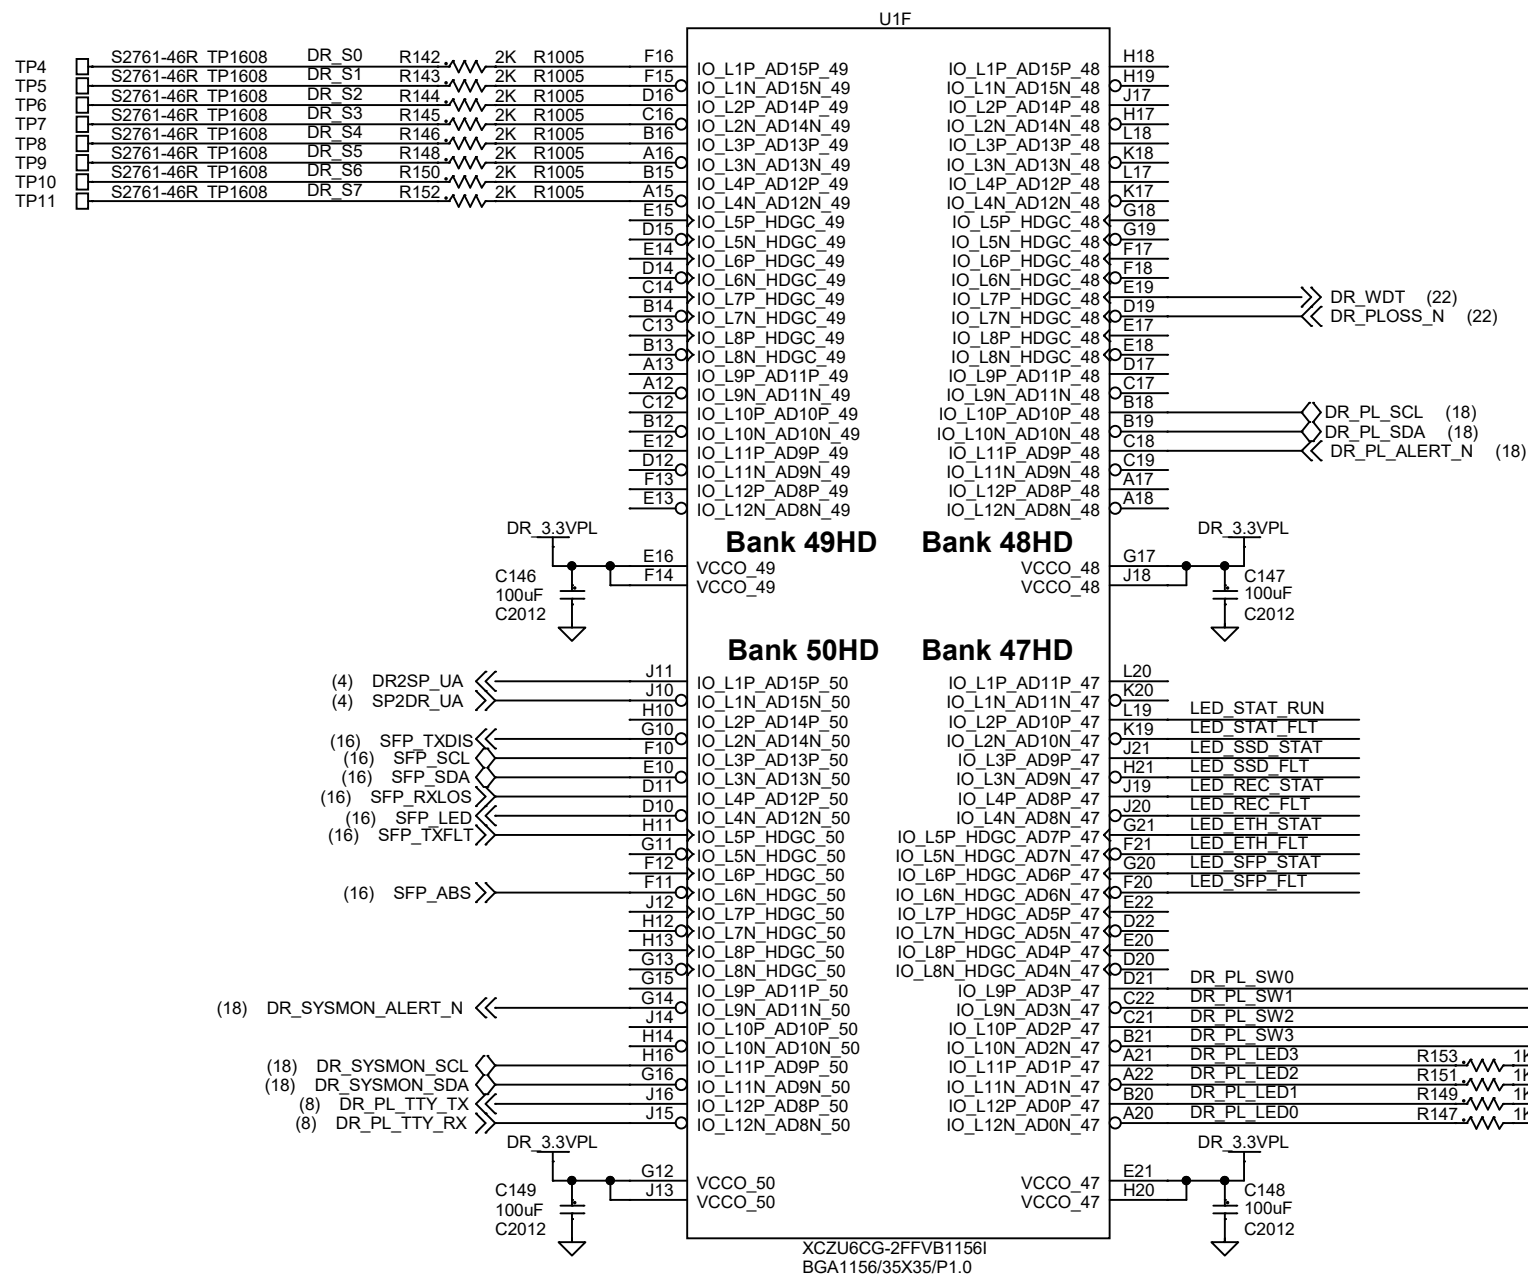 U1F
TP4 S2761-46R TP1608 DR_S0 R142 2K R1005 F16
TP5 S2761-46R TP1608 DR_S1 R143 2K R1005 F15
TP6 S2761-46R TP1608 DR_S2 R144 2K R1005 D16
TP7 S2761-46R TP1608 DR_S3 R145 2K R1005 C16
TP8 S2761-46R TP1608 DR_S4 R146 2K R1005 B16
TP9 S2761-46R TP1608 DR_S5 R148 2K R1005 A16
TP10 S2761-46R TP1608 DR_S6 R150 2K R1005 B15
TP11 S2761-46R TP1608 DR_S7 R152 2K R1005 A15
IO_L1P_AD15P_49 IO_L1P_AD15P_48 H18
IO_L1N_AD15N_49 IO_L1N_AD15N_48 H19
IO_L2P_AD14P_49 IO_L2P_AD14P_48 J17
IO_L2N_AD14N_49 IO_L2N_AD14N_48 H17
IO_L3P_AD13P_49 IO_L3P_AD13P_48 L18
IO_L3N_AD13N_49 IO_L3N_AD13N_48 K18
IO_L4P_AD12P_49 IO_L4P_AD12P_48 L17
IO_L4N_AD12N_49 IO_L4N_AD12N_48 K17
E15 IO_L5P_HDGC_49 IO_L5P_HDGC_48 G18
D15 IO_L5N_HDGC_49 IO_L5N_HDGC_48 G19
E14 IO_L6P_HDGC_49 IO_L6P_HDGC_48 F17
D14 IO_L6N_HDGC_49 IO_L6N_HDGC_48 F18
C14 IO_L7P_HDGC_49 IO_L7P_HDGC_48 E19 DR_WDT (22)
B14 IO_L7N_HDGC_49 IO_L7N_HDGC_48 D19 DR_PLOSS_N (22)
C13 IO_L8P_HDGC_49 IO_L8P_HDGC_48 E17
B13 IO_L8N_HDGC_49 IO_L8N_HDGC_48 E18
A13 IO_L9P_AD11P_49 IO_L9P_AD11P_48 D17
A12 IO_L9N_AD11N_49 IO_L9N_AD11N_48 C17
C12 IO_L10P_AD10P_49 IO_L10P_AD10P_48 B18 DR_PL_SCL (18)
B12 IO_L10N_AD10N_49 IO_L10N_AD10N_48 B19 DR_PL_SDA (18)
E12 IO_L11P_AD9P_49 IO_L11P_AD9P_48 C18 DR_PL_ALERT_N (18)
D12 IO_L11N_AD9N_49 IO_L11N_AD9N_48 C19
F13 IO_L12P_AD8P_49 IO_L12P_AD8P_48 A17
E13 IO_L12N_AD8N_49 IO_L12N_AD8N_48 A18
DR_3.3VPL Bank 49HD Bank 48HD DR_3.3VPL
E16 VCCO_49 VCCO_48 G17
F14 VCCO_49 VCCO_48 J18
C146 C147
100uF 100uF
C2012 C2012
Bank 50HD Bank 47HD
(4) DR2SP_UA J11 IO_L1P_AD15P_50 IO_L1P_AD11P_47 L20
(4) SP2DR_UA J10 IO_L1N_AD15N_50 IO_L1N_AD11N_47 K20
H10 IO_L2P_AD14P_50 IO_L2P_AD10P_47 L19 LED_STAT_RUN
(16) SFP_TXDIS G10 IO_L2N_AD14N_50 IO_L2N_AD10N_47 K19 LED_STAT_FLT
(16) SFP_SCL F10 IO_L3P_AD13P_50 IO_L3P_AD9P_47 J21 LED_SSD_STAT
(16) SFP_SDA E10 IO_L3N_AD13N_50 IO_L3N_AD9N_47 H21 LED_SSD_FLT
(16) SFP_RXLOS D11 IO_L4P_AD12P_50 IO_L4P_AD8P_47 J19 LED_REC_STAT
(16) SFP_LED D10 IO_L4N_AD12N_50 IO_L4N_AD8N_47 J20 LED_REC_FLT
(16) SFP_TXFLT H11 IO_L5P_HDGC_50 IO_L5P_HDGC_AD7P_47 G21 LED_ETH_STAT
G11 IO_L5N_HDGC_50 IO_L5N_HDGC_AD7N_47 F21 LED_ETH_FLT
F12 IO_L6P_HDGC_50 IO_L6P_HDGC_AD6P_47 G20 LED_SFP_STAT
(16) SFP_ABS F11 IO_L6N_HDGC_50 IO_L6N_HDGC_AD6N_47 F20 LED_SFP_FLT
J12 IO_L7P_HDGC_50 IO_L7P_HDGC_AD5P_47 E22
H12 IO_L7N_HDGC_50 IO_L7N_HDGC_AD5N_47 D22
H13 IO_L8P_HDGC_50 IO_L8P_HDGC_AD4P_47 E20
G13 IO_L8N_HDGC_50 IO_L8N_HDGC_AD4N_47 D20
G15 IO_L9P_AD11P_50 IO_L9P_AD3P_47 D21 DR_PL_SW0
(18) DR_SYSMON_ALERT_N G14 IO_L9N_AD11N_50 IO_L9N_AD3N_47 C22 DR_PL_SW1
J14 IO_L10P_AD10P_50 IO_L10P_AD2P_47 C21 DR_PL_SW2
H14 IO_L10N_AD10N_50 IO_L10N_AD2N_47 B21 DR_PL_SW3
(18) DR_SYSMON_SCL H16 IO_L11P_AD9P_50 IO_L11P_AD1P_47 A21 DR_PL_LED3 R153 1K
(18) DR_SYSMON_SDA G16 IO_L11N_AD9N_50 IO_L11N_AD1N_47 A22 DR_PL_LED2 R151 1K
(8) DR_PL_TTY_TX J16 IO_L12P_AD8P_50 IO_L12P_AD0P_47 B20 DR_PL_LED1 R149 1K
(8) DR_PL_TTY_RX J15 IO_L12N_AD8N_50 IO_L12N_AD0N_47 A20 DR_PL_LED0 R147 1K
DR_3.3VPL DR_3.3VPL
G12 VCCO_50 VCCO_47 E21
J13 VCCO_50 VCCO_47 H20
C149 C148
100uF 100uF
C2012 C2012
XCZU6CG-2FFVB1156I
BGA1156/35X35/P1.0